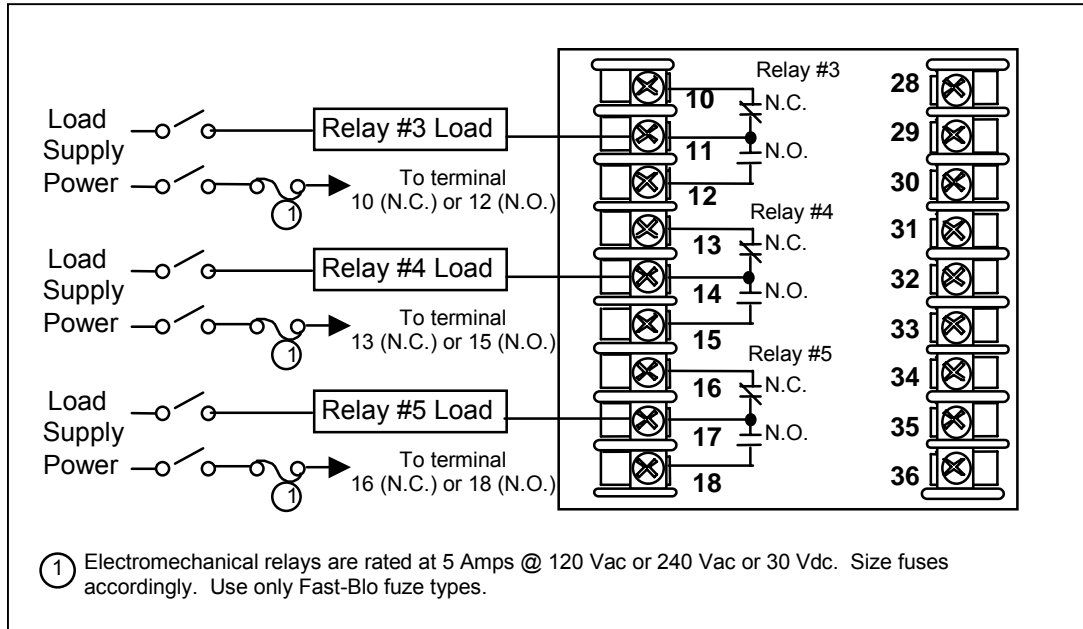 Relay #3
10
N.C.
28
Load
Supply
Power
Relay #3 Load
11
N.O.
29
To terminal
10 (N.C.) or 12 (N.O.)
1
12
30
Relay #4
13
N.C.
31
Load
Supply
Power
Relay #4 Load
14
N.O.
32
To terminal
13 (N.C.) or 15 (N.O.)
1
15
33
Relay #5
16
N.C.
34
Load
Supply
Power
Relay #5 Load
17
N.O.
35
To terminal
16 (N.C.) or 18 (N.O.)
1
18
36
1 Electromechanical relays are rated at 5 Amps @ 120 Vac or 240 Vac or 30 Vdc. Size fuses
accordingly. Use only Fast-Blo fuze types.